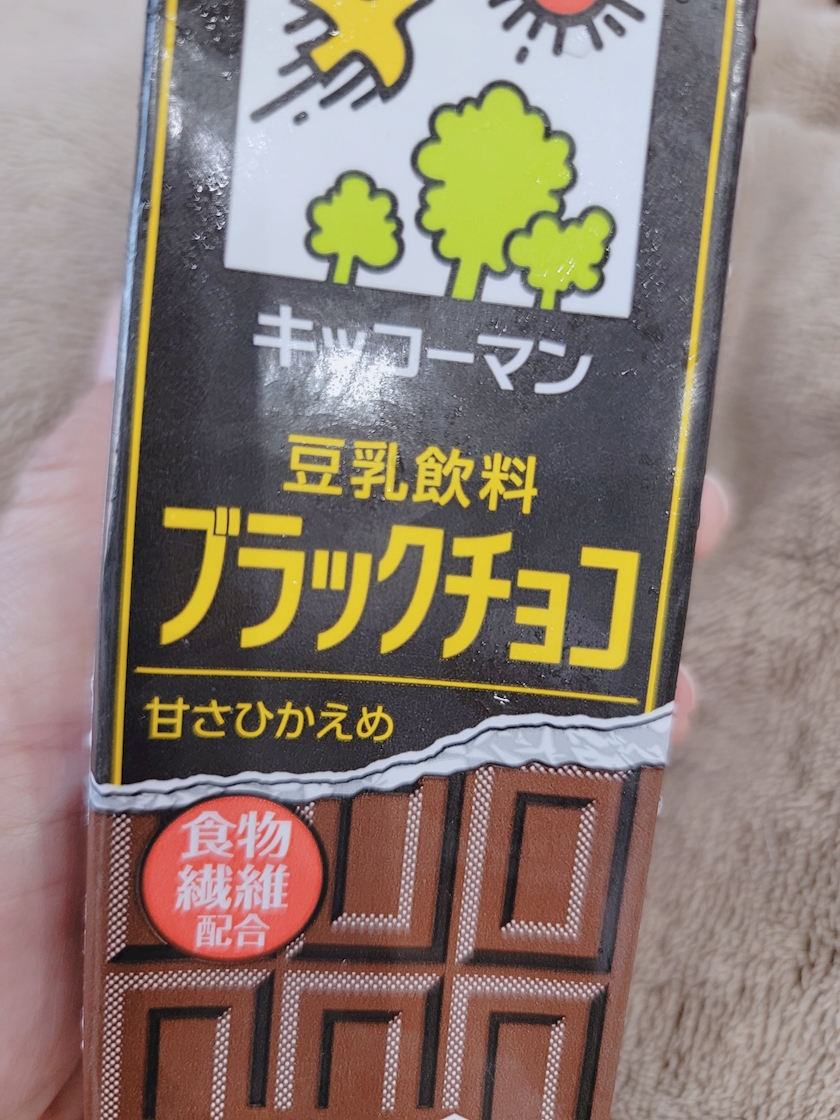 キッコーマン
豆乳飲料
ブラックチョコ
甘さひかえめ
食物
繊維
配合